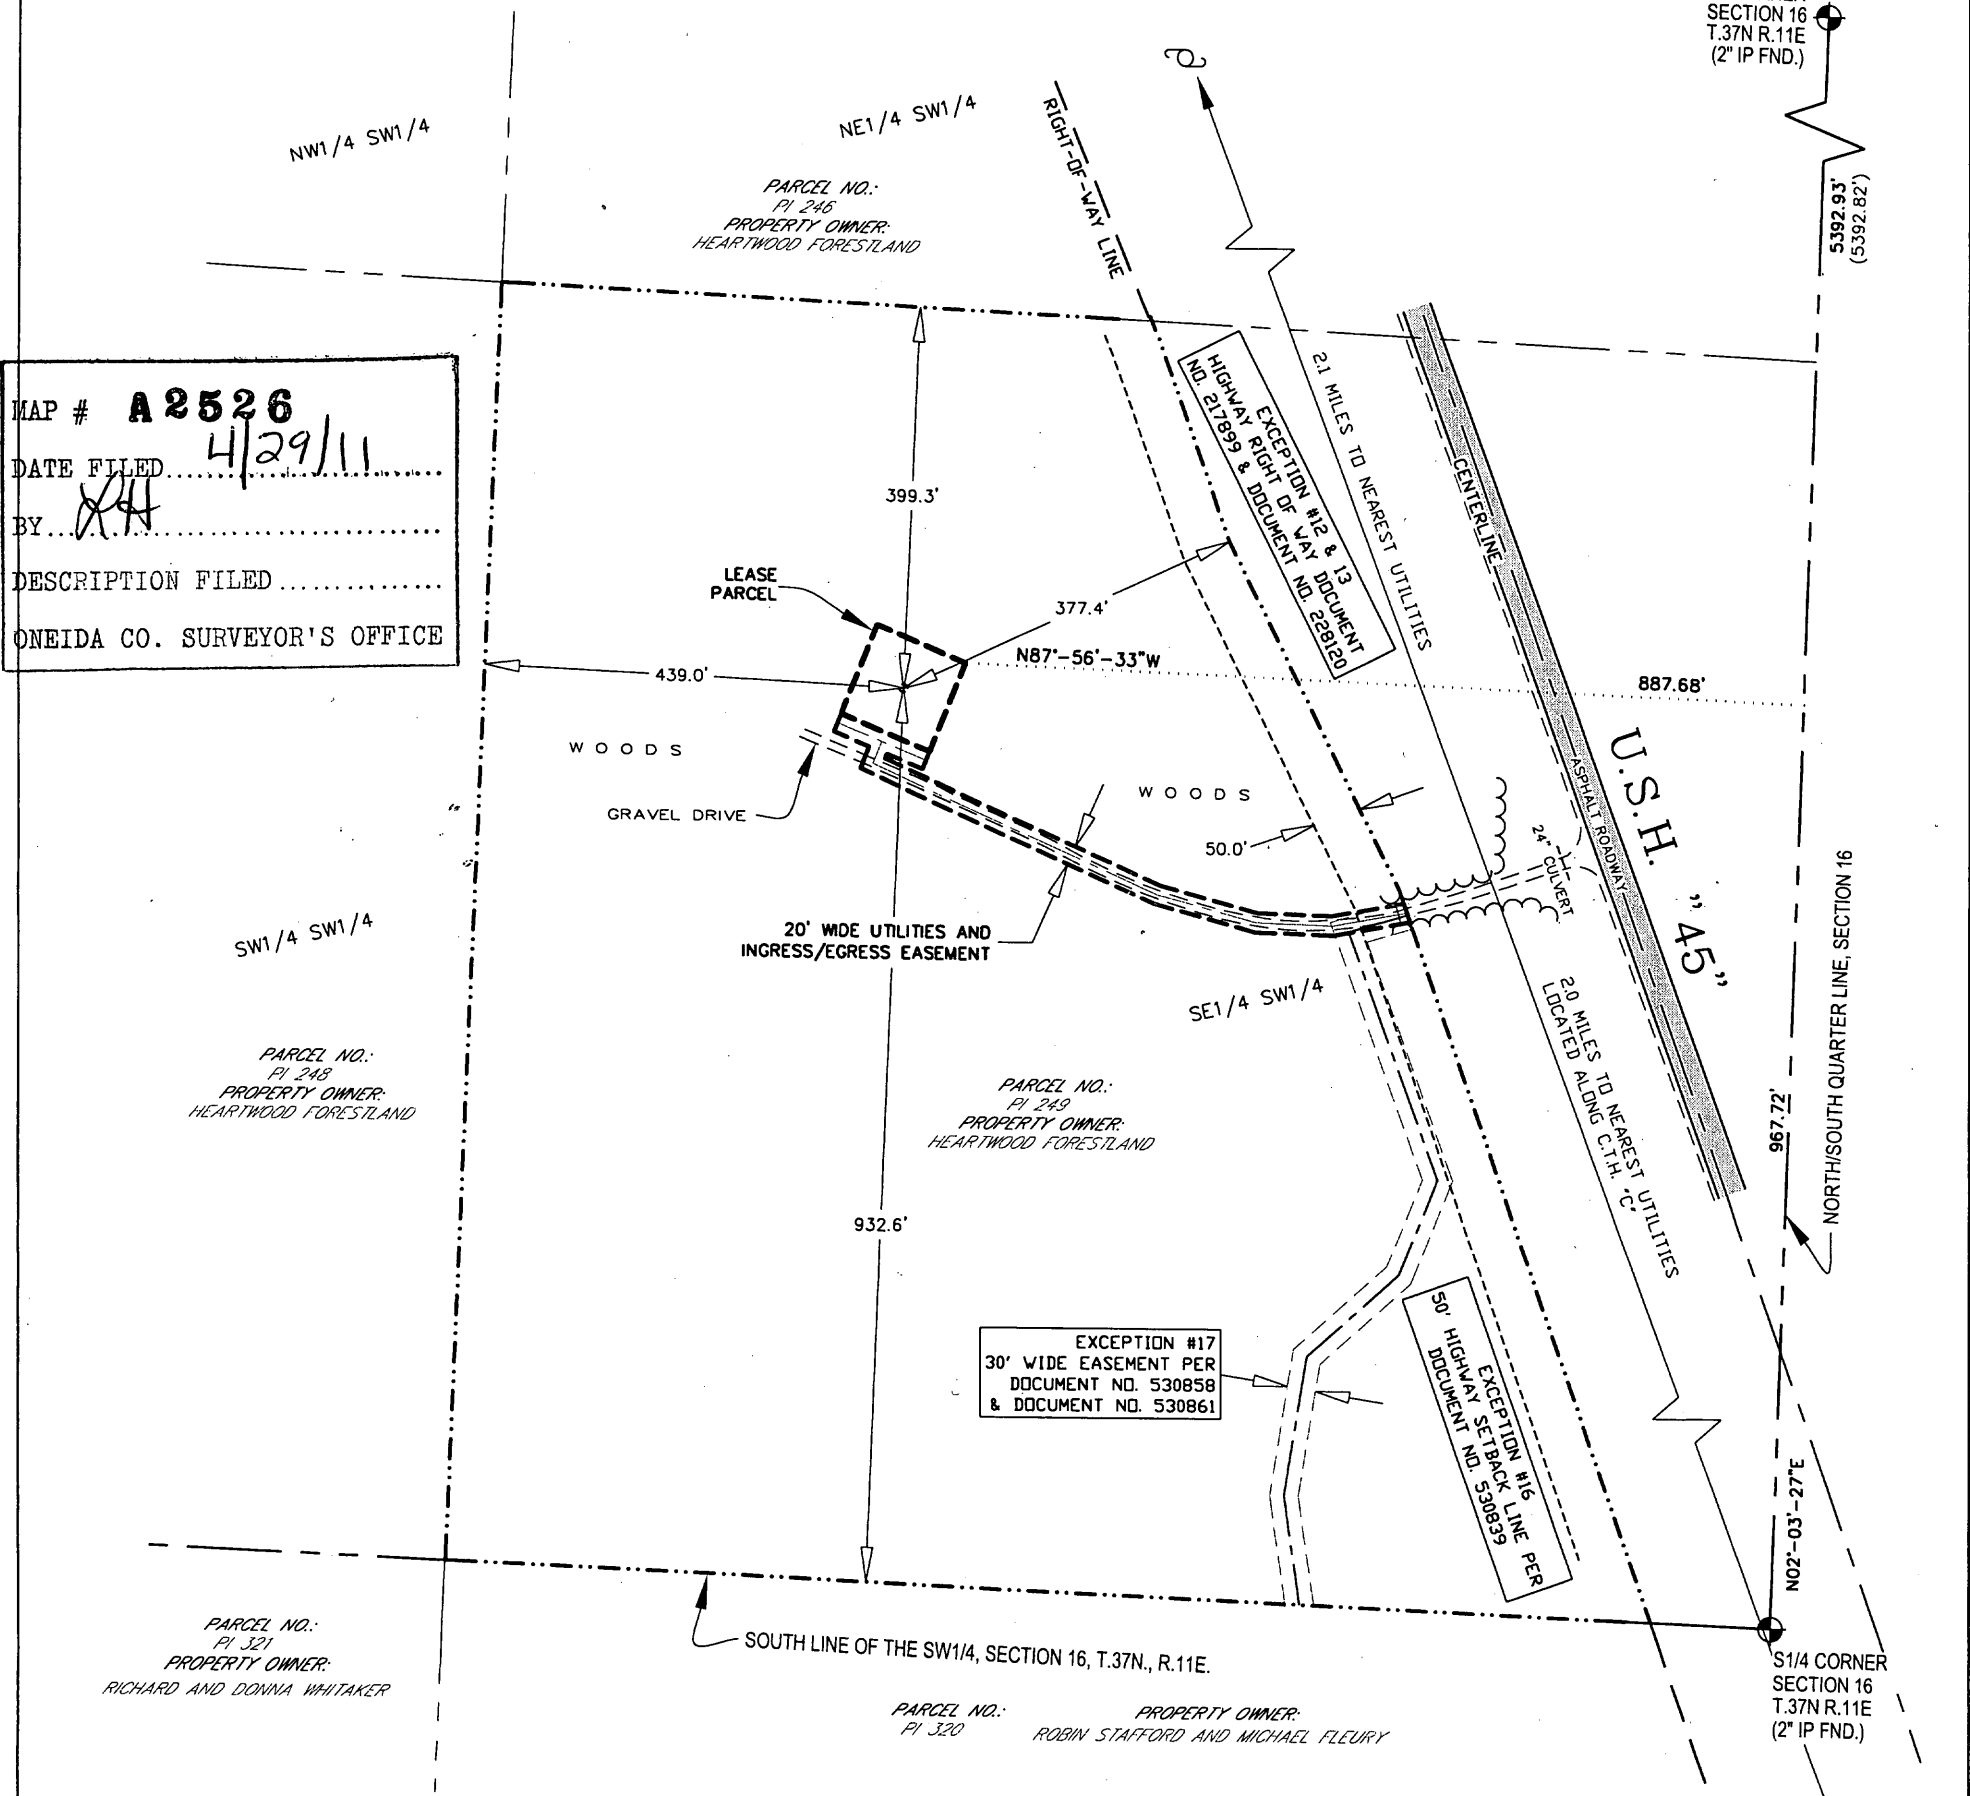 SECTION 16
T.37N R.11E
(2" IP FND.)
5392.93'
(5392.82')
NW1/4 SW1/4
NE1/4 SW1/4
PARCEL NO.:
PI 246
PROPERTY OWNER:
HEARTWOOD FORESTLAND
RIGHT-OF-WAY LINE
MAP # A2526
DATE FILED 4/29/11
BY RH
DESCRIPTION FILED
ONEIDA CO. SURVEYOR'S OFFICE
399.3'
EXCEPTION #12 & 13
HIGHWAY RIGHT OF WAY DOCUMENT
NO. 217899 & DOCUMENT NO. 228120
2.1 MILES TO NEAREST UTILITIES
CENTERLINE
LEASE
PARCEL
377.4'
N87°-56'-33"W
887.68'
439.0'
WOODS
GRAVEL DRIVE
WOODS
50.0'
24" CULVERT
ASPHALT ROADWAY
U.S.H. "45"
20' WIDE UTILITIES AND
INGRESS/EGRESS EASEMENT
SW1/4 SW1/4
SE1/4 SW1/4
NORTH/SOUTH QUARTER LINE, SECTION 16
967.72'
2.0 MILES TO NEAREST UTILITIES
LOCATED ALONG C.T.H. "C"
PARCEL NO.:
PI 248
PROPERTY OWNER:
HEARTWOOD FORESTLAND
PARCEL NO.:
PI 249
PROPERTY OWNER:
HEARTWOOD FORESTLAND
932.6'
EXCEPTION #17
30' WIDE EASEMENT PER
DOCUMENT NO. 530858
& DOCUMENT NO. 530861
EXCEPTION #16
50' HIGHWAY SETBACK LINE PER
DOCUMENT NO. 530839
N02°-03'-27"E
SOUTH LINE OF THE SW1/4, SECTION 16, T.37N., R.11E.
S1/4 CORNER
SECTION 16
T.37N R.11E
(2" IP FND.)
PARCEL NO.:
PI 321
PROPERTY OWNER:
RICHARD AND DONNA WHITAKER
PARCEL NO.:
PI 320
PROPERTY OWNER:
ROBIN STAFFORD AND MICHAEL FLEURY